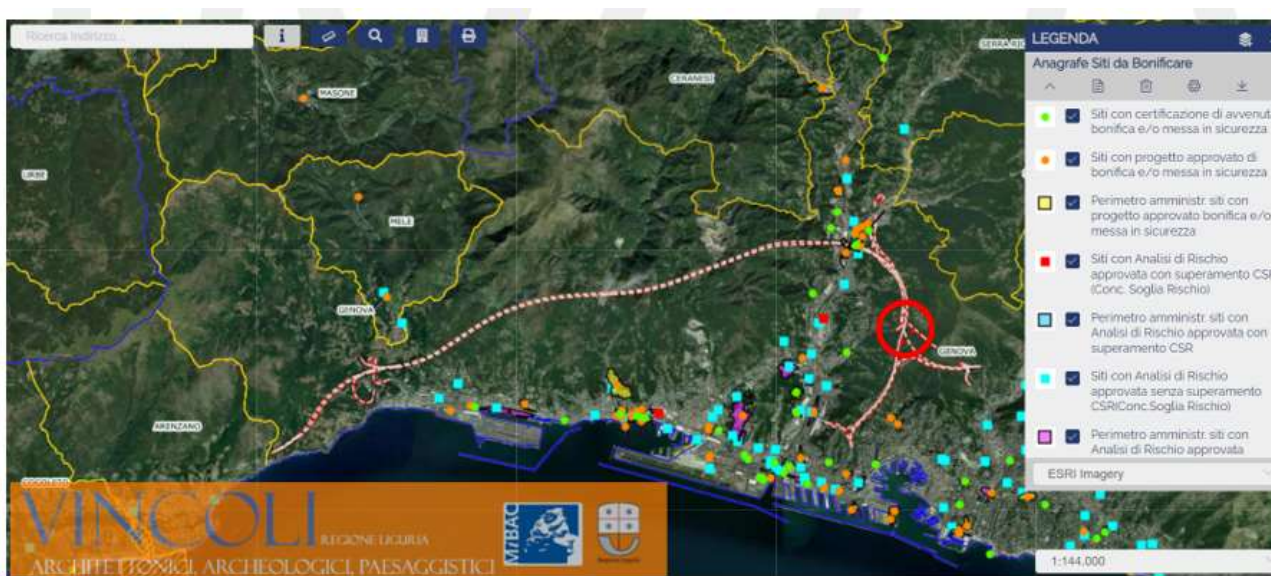 Ricerca Indirizzo...
i
LEGENDA
Anagrafe Siti da Bonificare
Siti con certificazione di avvenut
bonifica e/o messa in sicurezza
Siti con progetto approvato di
bonifica e/o messa in sicurezza
Perimetro amministr. siti con
progetto approvato bonifica e/o
messa in sicurezza
Siti con Analisi di Rischio
approvata con superamento CSR
(Conc. Soglia Rischio)
Perimetro amministr. siti con
Analisi di Rischio approvata con
superamento CSR
Siti con Analisi di Rischio
approvata senza superamento
CSR(Conc.Soglia Rischio)
Perimetro amministr. siti con
Analisi di Rischio approvata
ESRI Imagery
1:144.000
SERRA RIC
CERANESI
MASONE
URBE
MELE
GENOVA
GENOVA
ARENZANO
COGOLETO
VINCOLI
REGIONE LIGURIA
ARCHITETTONICI, ARCHEOLOGICI, PAESAGGISTICI
MiBAC